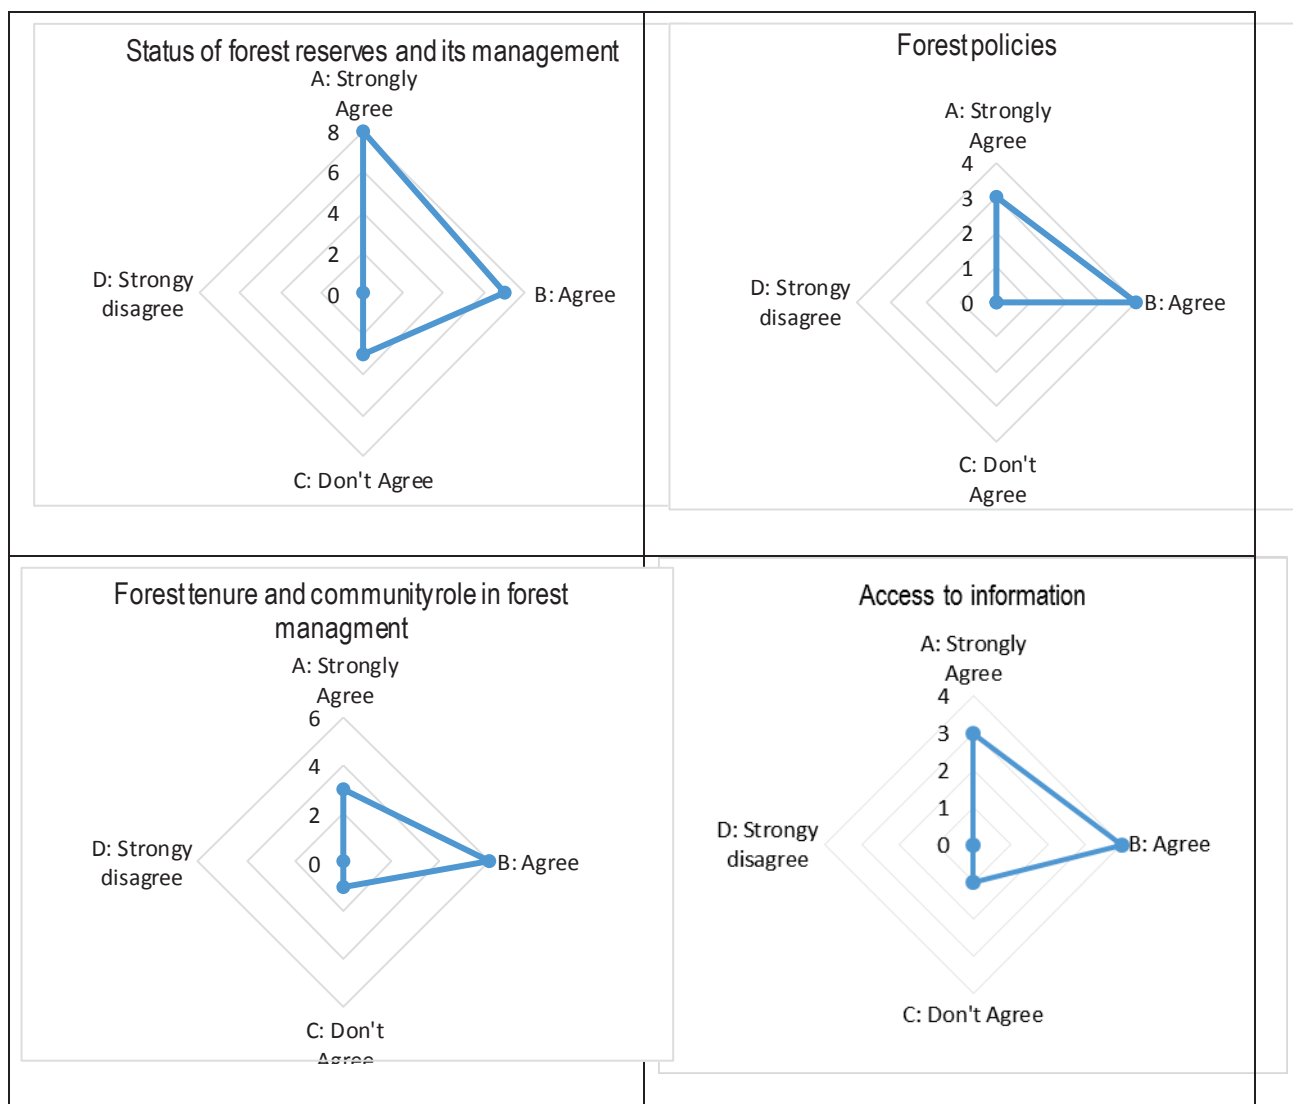 Status of forest reserves and its management
A: Strongly
Agree
8
6
4
2
0
D: Strongy
disagree
B: Agree
C: Don't Agree
Forest policies
A: Strongly
Agree
4
3
2
1
0
D: Strongy
disagree
B: Agree
C: Don't
Agree
Forest tenure and community role in forest
managment
A: Strongly
Agree
6
4
2
0
D: Strongy
disagree
B: Agree
C: Don't
Agree
Access to information
A: Strongly
Agree
4
3
2
1
0
D: Strongy
disagree
B: Agree
C: Don't Agree